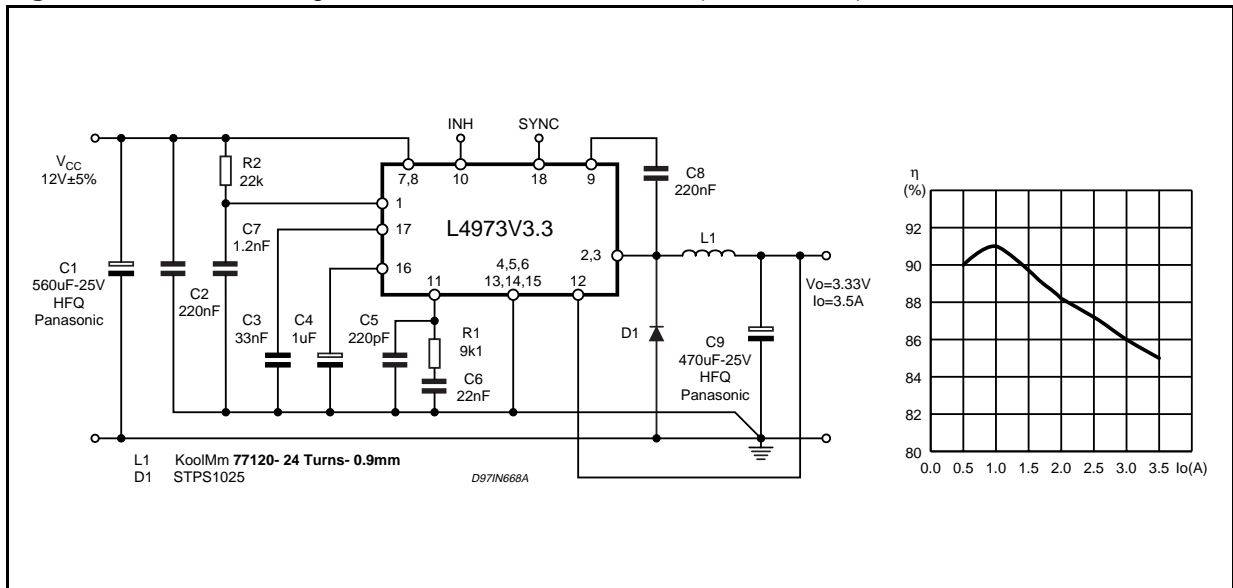 INH
SYNC
VCC
12V±5%
R2
22k
7,8
10
18
9
C8
220nF
1
17
16
L4973V3.3
2,3
L1
C7
1.2nF
C1
560uF-25V
HFQ
Panasonic
C2
220nF
C3
33nF
C4
1uF
C5
220pF
11
4,5,6
13,14,15
12
R1
9k1
C6
22nF
D1
C9
470uF-25V
HFQ
Panasonic
Vo=3.33V
Io=3.5A
L1 KoolMm 77120- 24 Turns- 0.9mm
D1 STPS1025
D97IN668A
η
(%)
92
90
88
86
84
82
80
0.0 0.5 1.0 1.5 2.0 2.5 3.0 3.5 Io(A)